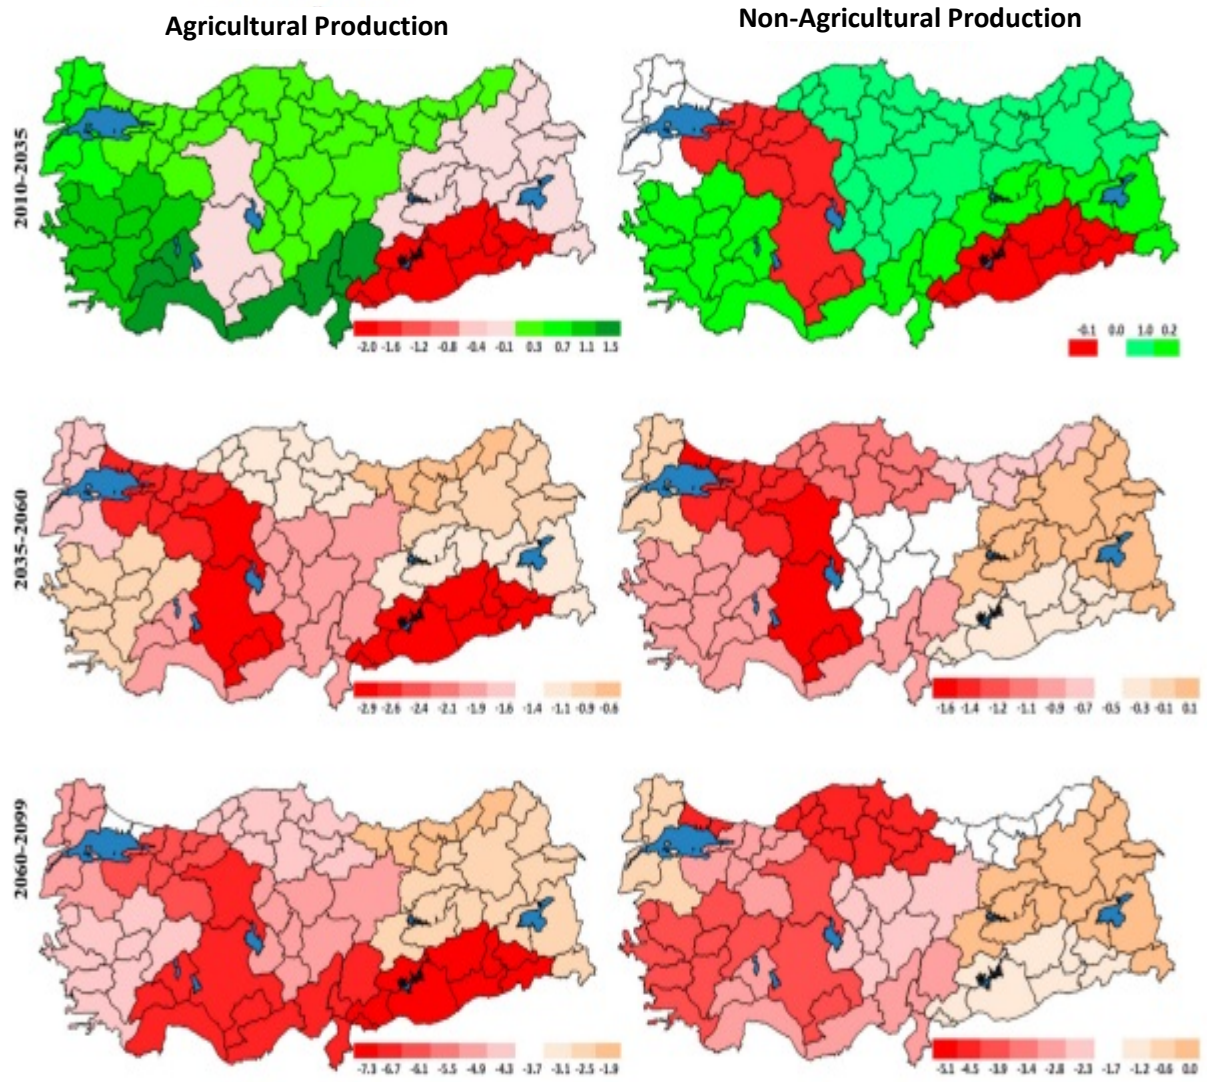 Agricultural Production
Non-Agricultural Production
2010-2035
-2.0 -1.6 -1.2 -0.8 -0.4 -0.1 0.3 0.7 1.1 1.5
-0.1 0.0 1.0 0.2
2035-2060
-2.9 -2.6 -2.4 -2.1 -1.9 -1.6 -1.4 -1.1 -0.9 -0.6
-1.6 -1.4 -1.2 -1.1 -0.9 -0.7 -0.5 -0.3 -0.1 0.1
2060-2099
-7.3 -6.7 -6.1 -5.5 -4.9 -4.3 -3.7 -3.1 -2.5 -1.9
-5.1 -4.5 -3.9 -3.4 -2.8 -2.3 -1.7 -1.2 -0.6 0.0